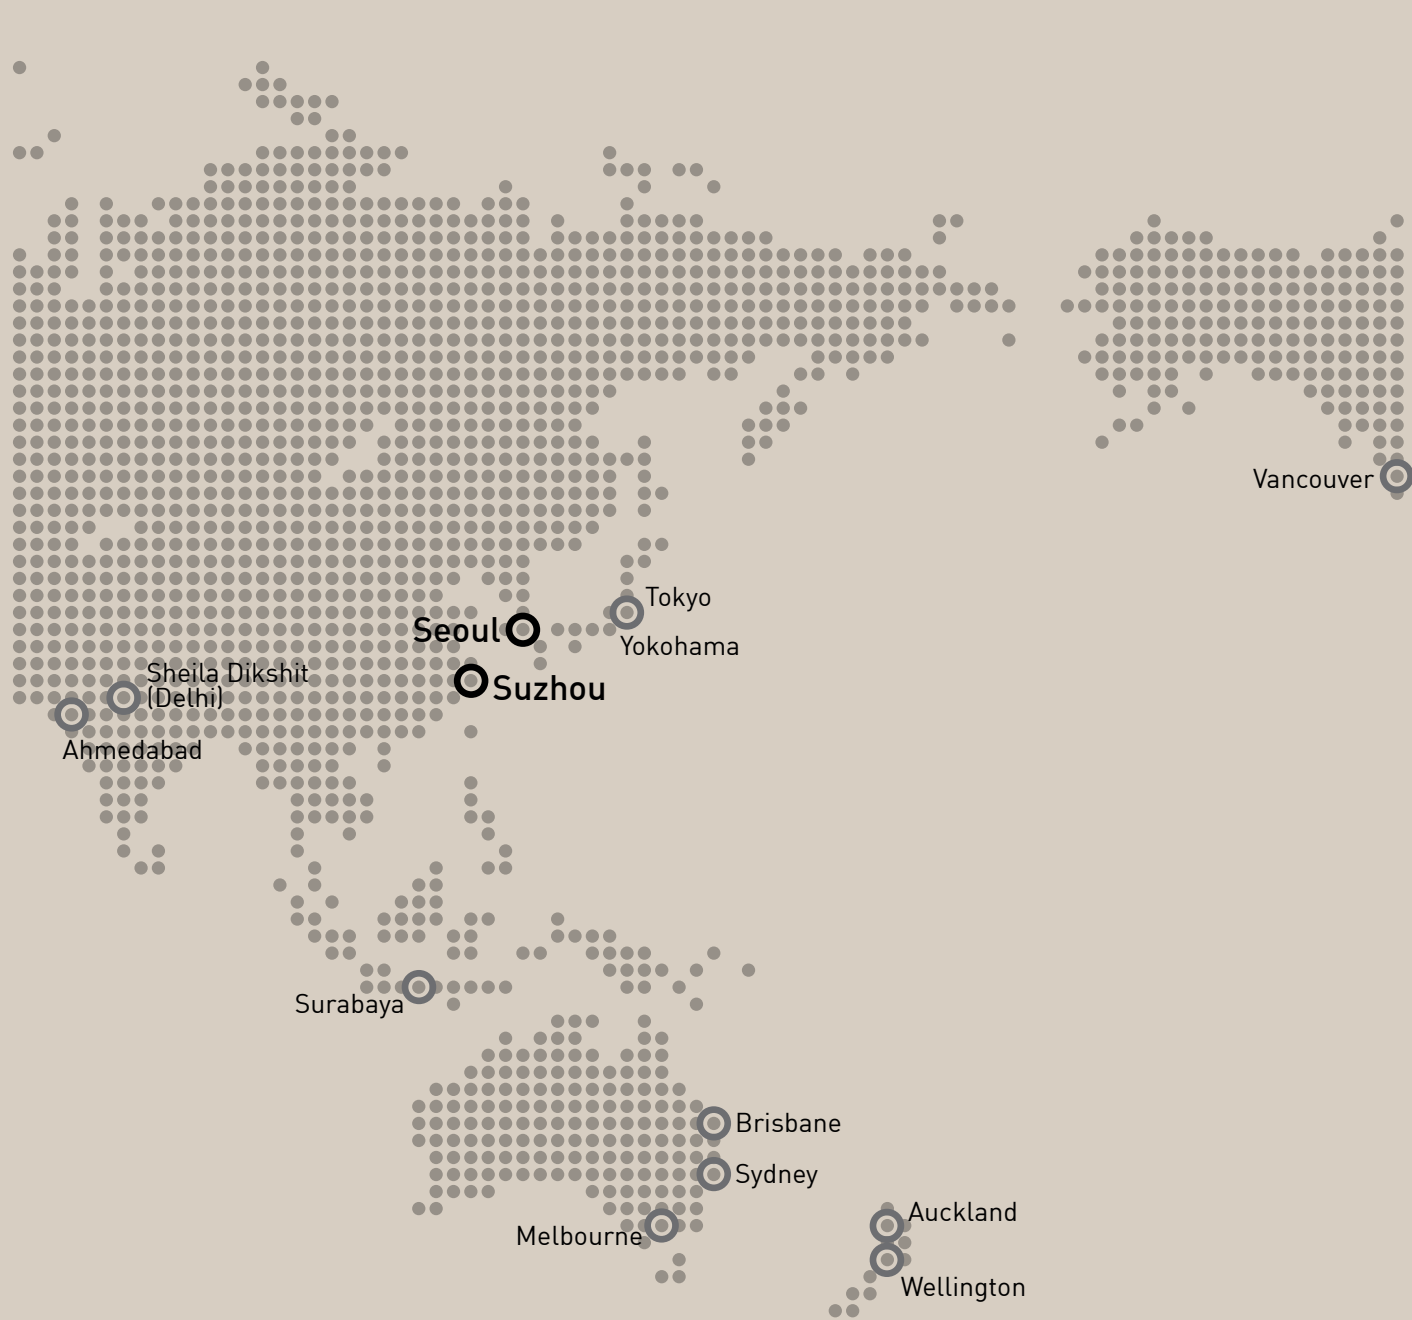 Vancouver
Tokyo
Seoul
Yokohama
Sheila Dikshit
(Delhi)
Suzhou
Ahmedabad
Surabaya
Brisbane
Sydney
Auckland
Melbourne
Wellington